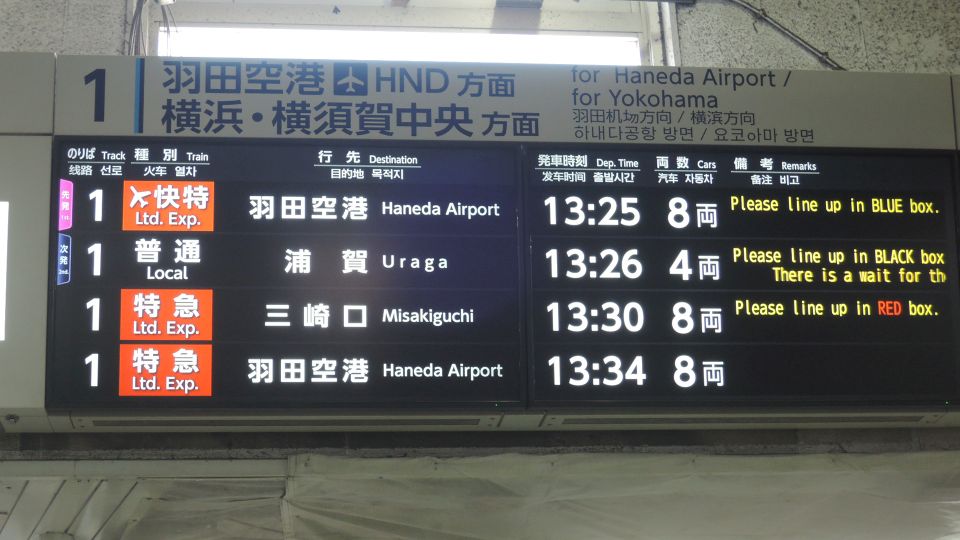 1
羽田空港 HND 方面
横浜・横須賀中央 方面
for Haneda Airport /
for Yokohama
羽田机场方向 / 横滨方向
하네다공항 방면 / 요코하마 방면
のりば Track 種別 Train 行先 Destination 発車時刻 Dep. Time 両数 Cars 備考 Remarks
线路 선로 火车 열차 目的地 목적지 发车时间 출발시간 汽车 자동차 备注 비고
先発 1st. 1 快特 Ltd. Exp. 羽田空港 Haneda Airport 13:25 8両 Please line up in BLUE box.
次発 2nd. 1 普通 Local 浦賀 Uraga 13:26 4両 Please line up in BLACK box
There is a wait for th
1 特急 Ltd. Exp. 三崎口 Misakiguchi 13:30 8両 Please line up in RED box.
1 特急 Ltd. Exp. 羽田空港 Haneda Airport 13:34 8両